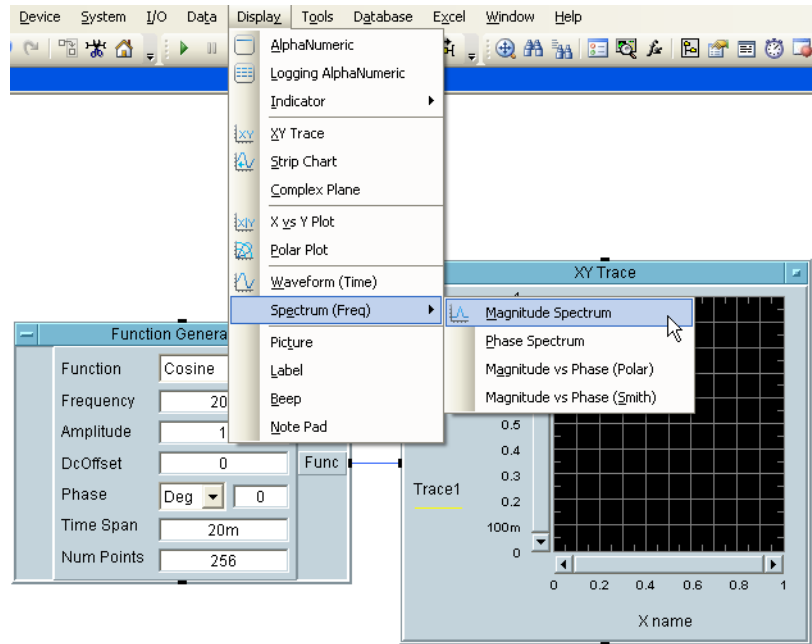 Device System I/O Data Display Tools Database Excel Window Help
AlphaNumeric
Logging AlphaNumeric
Indicator
XY Trace
Strip Chart
Complex Plane
X vs Y Plot
Polar Plot
Waveform (Time)
Spectrum (Freq)
Picture
Label
Beep
Note Pad
Magnitude Spectrum
Phase Spectrum
Magnitude vs Phase (Polar)
Magnitude vs Phase (Smith)
Function Genera
Function Cosine
Frequency 20
Amplitude 1
DcOffset 0
Phase Deg 0
Time Span 20m
Num Points 256
Func
XY Trace
0.5
0.4
0.3
Trace1
0.2
100m
0
0 0.2 0.4 0.6 0.8 1
X name